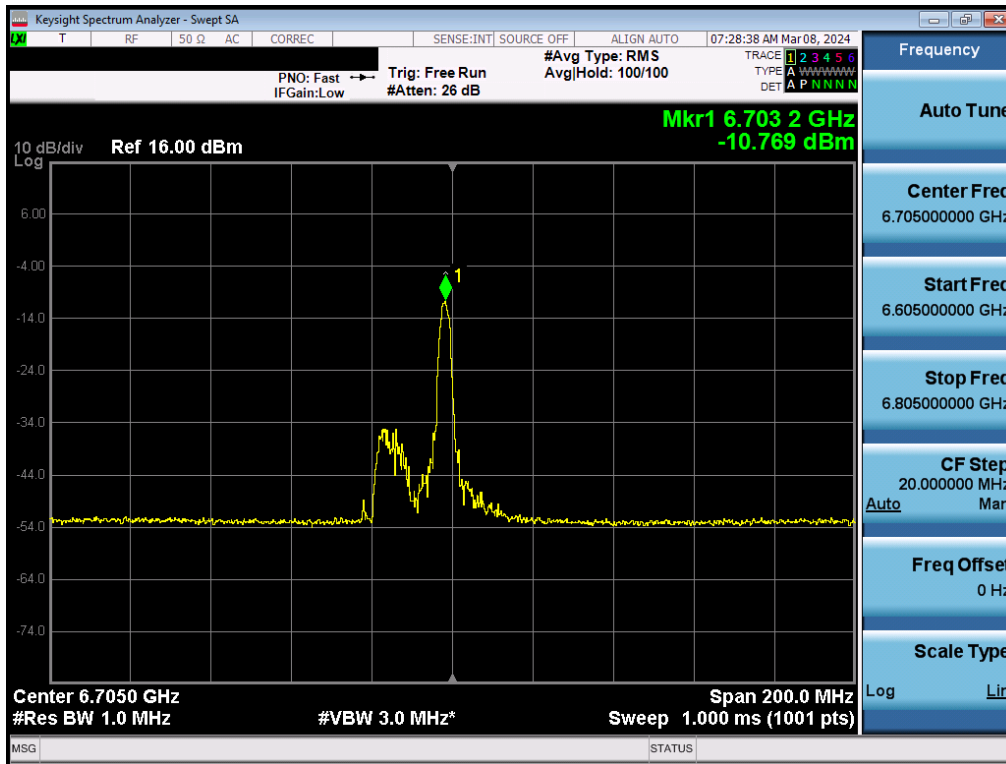 Keysight Spectrum Analyzer - Swept SA
LXI T RF 50 Ω AC CORREC SENSE:INT SOURCE OFF ALIGN AUTO 07:28:38 AM Mar 08, 2024
PNO: Fast Trig: Free Run #Avg Type: RMS TRACE 1 2 3 4 5 6
IFGain:Low #Atten: 26 dB Avg|Hold: 100/100 TYPE A WWWWW
DET A P N N N N
Mkr1 6.703 2 GHz
-10.769 dBm
10 dB/div Ref 16.00 dBm
Log
6.00
-4.00
-14.0
-24.0
-34.0
-44.0
-54.0
-64.0
-74.0
1
Center 6.7050 GHz Span 200.0 MHz
#Res BW 1.0 MHz #VBW 3.0 MHz* Sweep 1.000 ms (1001 pts)
MSG STATUS
Frequency
Auto Tune
Center Freq
6.705000000 GHz
Start Freq
6.605000000 GHz
Stop Freq
6.805000000 GHz
CF Step
20.000000 MHz
Auto Man
Freq Offset
0 Hz
Scale Type
Log Lin